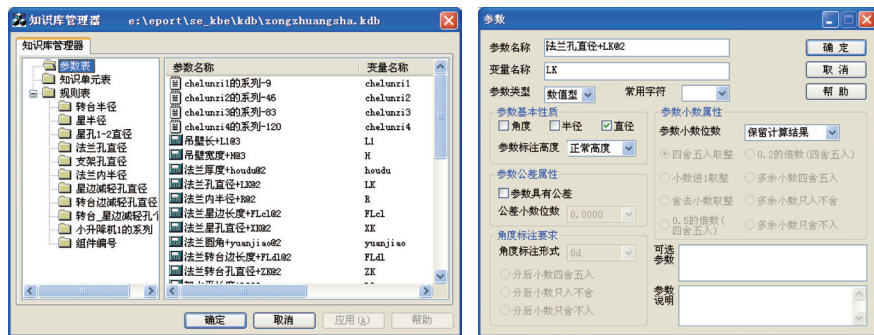 知识库管理器 e:\eport\se_kbe\kdb\zongzhuangsha.kdb
知识库管理器
参数表
知识单元表
规则表
转台半径
星半径
星孔1-2直径
法兰孔直径
支架孔直径
法兰内半径
星边减轻孔直径
转台边减轻孔直径
转台_星边减轻孔个
小升降机1的系列
组件编号
参数名称 变量名称
chelunzi1的系列-9 chelunzi1
chelunzi2的系列-46 chelunzi2
chelunzi3的系列-83 chelunzi3
chelunzi4的系列-120 chelunzi4
吊壁长+L1@3 L1
吊壁宽度+H@3 H
法兰厚度+houdu@2 houdu
法兰孔直径+LK@2 LK
法兰内半径+R@2 R
法兰星边长度+FLcl@2 FLcl
法兰星孔直径+XK@2 XK
法兰圆角+yuanjiao@2 yuanjiao
法兰转台边长度+FLdl@2 FLdl
法兰转台孔直径+ZK@2 ZK
确定 取消 应用(A) 帮助
参数
参数名称 法兰孔直径+LK@2 确 定
变量名称 LK 取 消
参数类型 数值型 常用字符 帮 助
参数基本性质
角度 半径 直径
参数标注高度 正常高度
参数公差属性
参数具有公差
公差小数位数 0.0000
角度标注要求
角度标注形式 0d
分后小数四舍五入
分后小数只入不舍
分后小数只舍不入
参数小数属性
参数小数位数 保留计算结果
四舍五入取整 0.2的倍数(四舍五入)
小数进1取整 多余小数四舍五入
舍去小数取整 多余小数只入不舍
0.5的倍数(四舍五入) 多余小数只舍不入
可选参数
参数说明